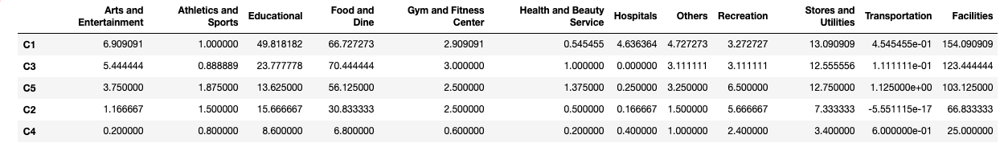 Arts and Entertainment Athletics and Sports Educational Food and Dine Gym and Fitness Center Health and Beauty Service Hospitals Others Recreation Stores and Utilities Transportation Facilities
C1 6.909091 1.000000 49.818182 66.727273 2.909091 0.545455 4.636364 4.727273 3.272727 13.090909 4.545455e-01 154.090909
C3 5.444444 0.888889 23.777778 70.444444 3.000000 1.000000 0.000000 3.111111 3.111111 12.555556 1.111111e-01 123.444444
C5 3.750000 1.875000 13.625000 56.125000 2.500000 1.375000 0.250000 3.250000 6.500000 12.750000 1.125000e+00 103.125000
C2 1.166667 1.500000 15.666667 30.833333 2.500000 0.500000 0.166667 1.500000 5.666667 7.333333 -5.551115e-17 66.833333
C4 0.200000 0.800000 8.600000 6.800000 0.600000 0.200000 0.400000 1.000000 2.400000 3.400000 6.000000e-01 25.000000